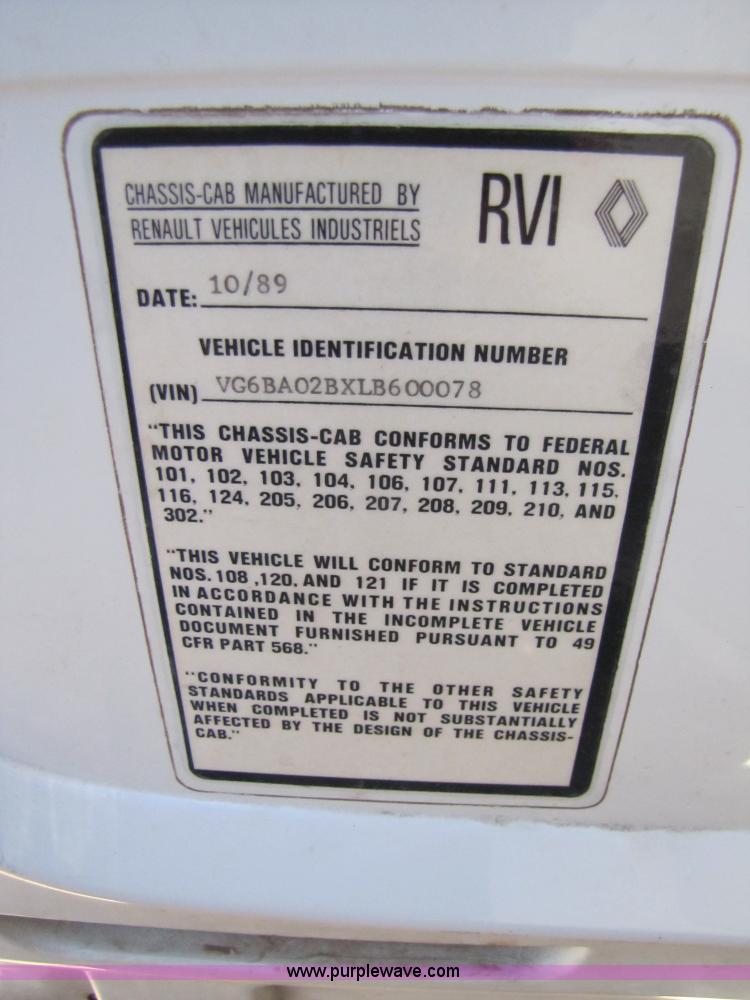 CHASSIS-CAB MANUFACTURED BY
RENAULT VEHICULES INDUSTRIELS
RVI
DATE: 10/89
VEHICLE IDENTIFICATION NUMBER
(VIN) VG6BA02BXLB600078
"THIS CHASSIS-CAB CONFORMS TO FEDERAL
MOTOR VEHICLE SAFETY STANDARD NOS.
101, 102, 103, 104, 106, 107, 111, 113, 115,
116, 124, 205, 206, 207, 208, 209, 210, AND
302."
"THIS VEHICLE WILL CONFORM TO STANDARD
NOS. 108 ,120, AND 121 IF IT IS COMPLETED
IN ACCORDANCE WITH THE INSTRUCTIONS
CONTAINED IN THE INCOMPLETE VEHICLE
DOCUMENT FURNISHED PURSUANT TO 49
CFR PART 568."
"CONFORMITY TO THE OTHER SAFETY
STANDARDS APPLICABLE TO THIS VEHICLE
WHEN COMPLETED IS NOT SUBSTANTIALLY
AFFECTED BY THE DESIGN OF THE CHASSIS-
CAB."
www.purplewave.com